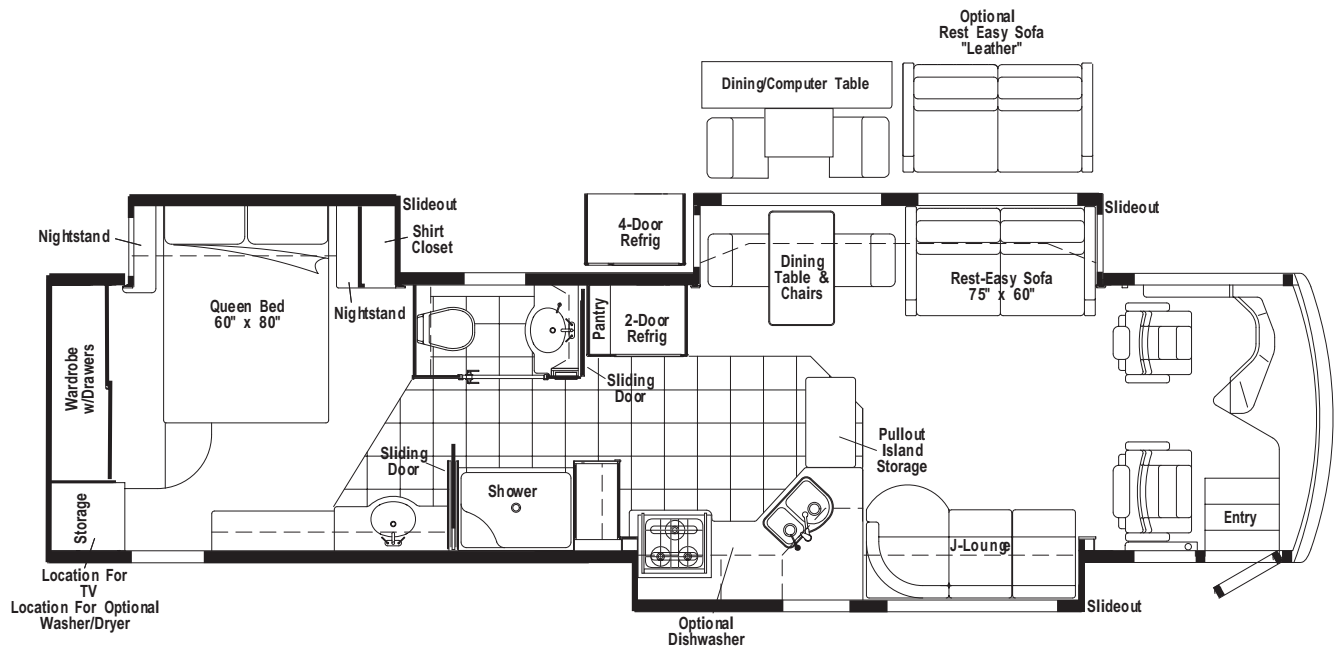 Optional
Rest Easy Sofa
"Leather"
Dining/Computer Table
Slideout
Nightstand
Shirt
Closet
4-Door
Refrig
Slideout
Dining
Table &
Chairs
Rest-Easy Sofa
75" x 60"
Queen Bed
60" x 80"
Nightstand
Pantry
2-Door
Refrig
Wardrobe
w/Drawers
Sliding
Door
Sliding
Door
Pullout
Island
Storage
Shower
Storage
Entry
J-Lounge
Location For
TV
Location For Optional
Washer/Dryer
Optional
Dishwasher
Slideout